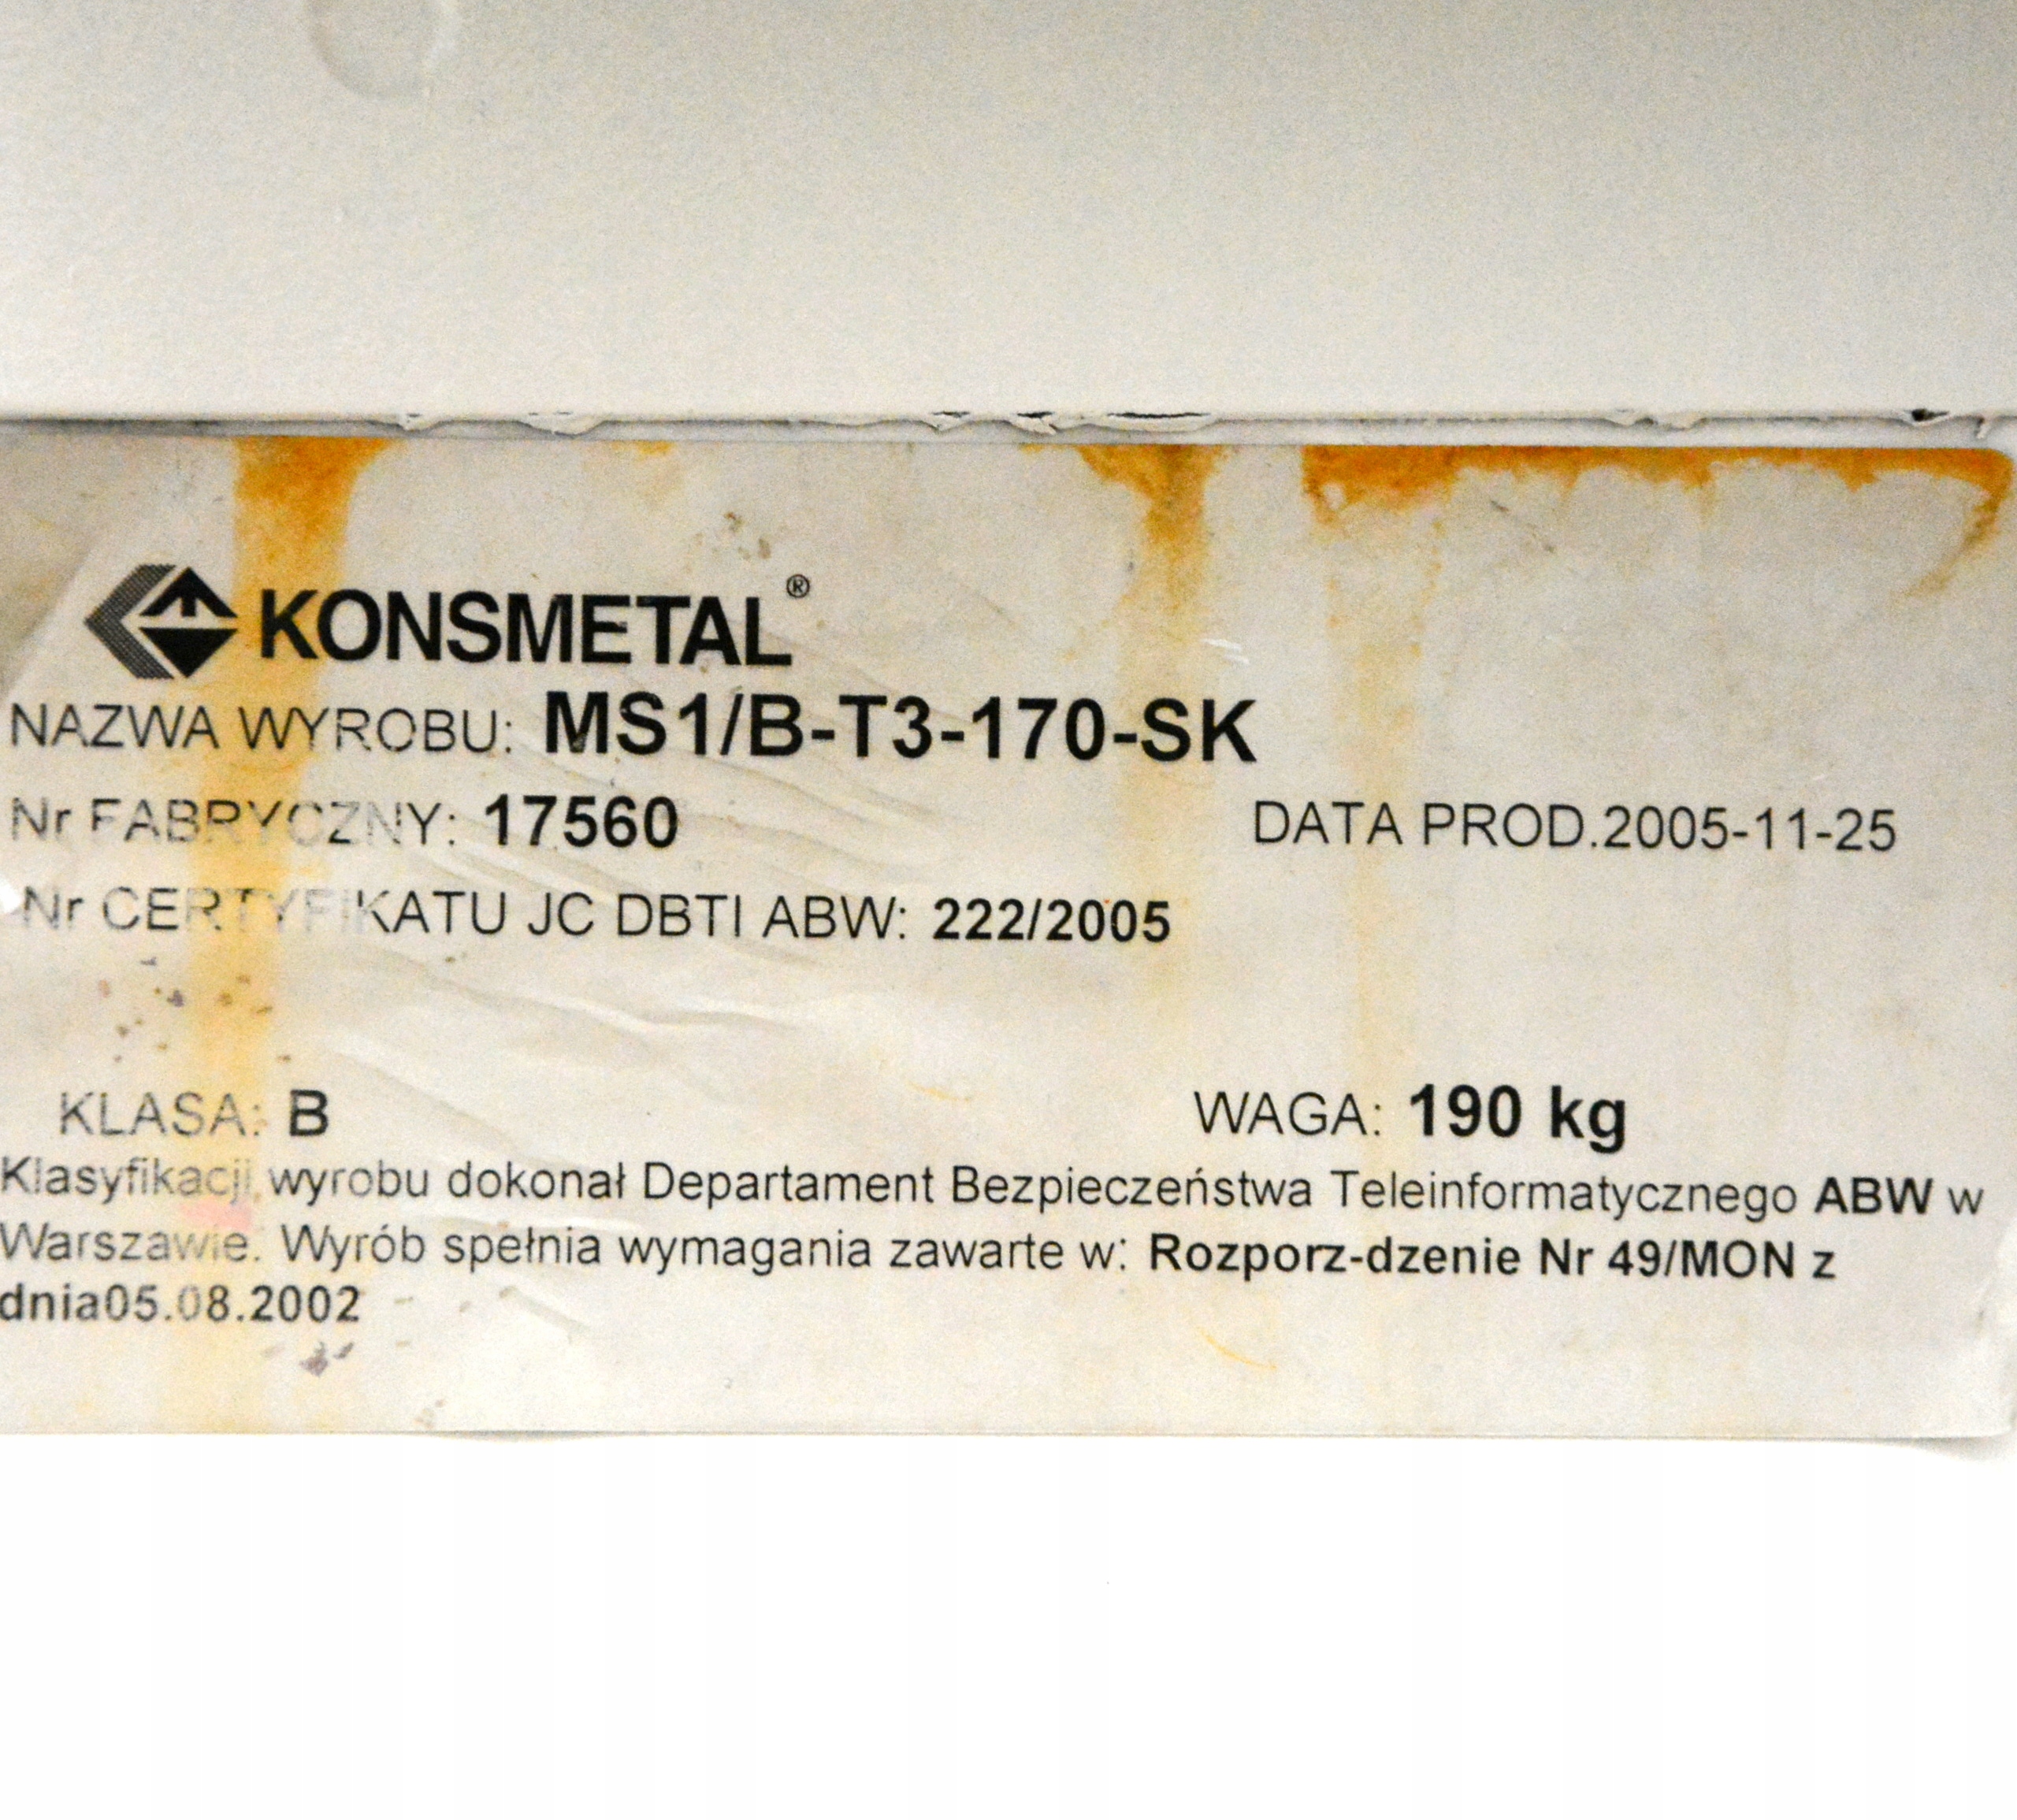 KONSMETAL®
NAZWA WYROBU: MS1/B-T3-170-SK
Nr FABRYCZNY: 17560 DATA PROD.2005-11-25
Nr CERTYFIKATU JC DBTI ABW: 222/2005
KLASA: B WAGA: 190 kg
Klasyfikacji wyrobu dokonał Departament Bezpieczeństwa Teleinformatycznego ABW w
Warszawie. Wyrób spełnia wymagania zawarte w: Rozporz-dzenie Nr 49/MON z
dnia05.08.2002